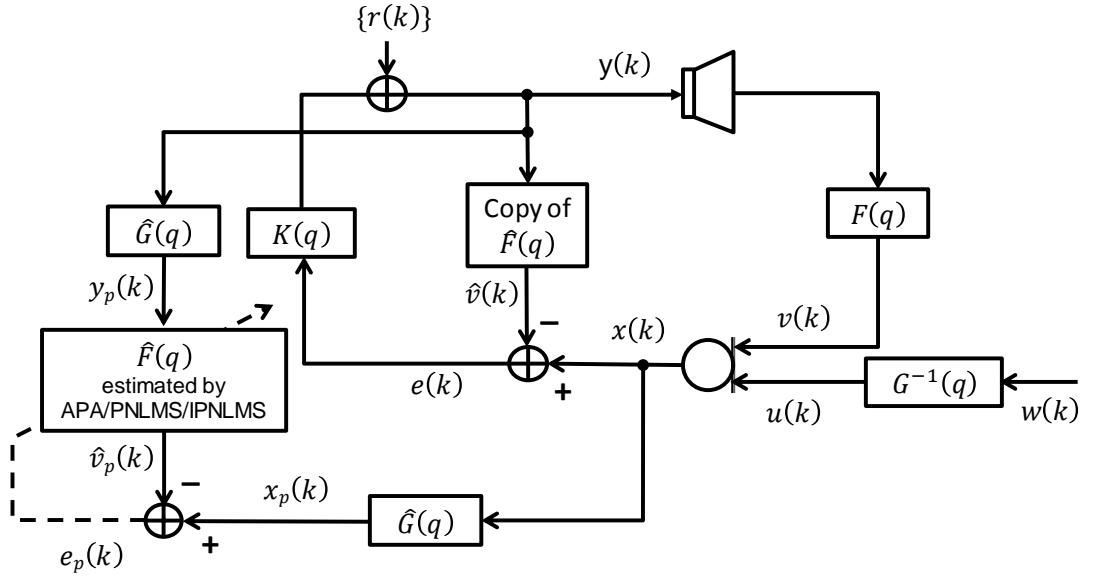 {r(k)}
y(k)
Ĝ(q)
K(q)
Copy of
F̂(q)
F(q)
y_p(k)
v̂(k)
−
x(k)
v(k)
F̂(q)
estimated by
APA/PNLMS/IPNLMS
e(k)
+
u(k)
G⁻¹(q)
w(k)
v̂_p(k)
−
x_p(k)
Ĝ(q)
+
e_p(k)